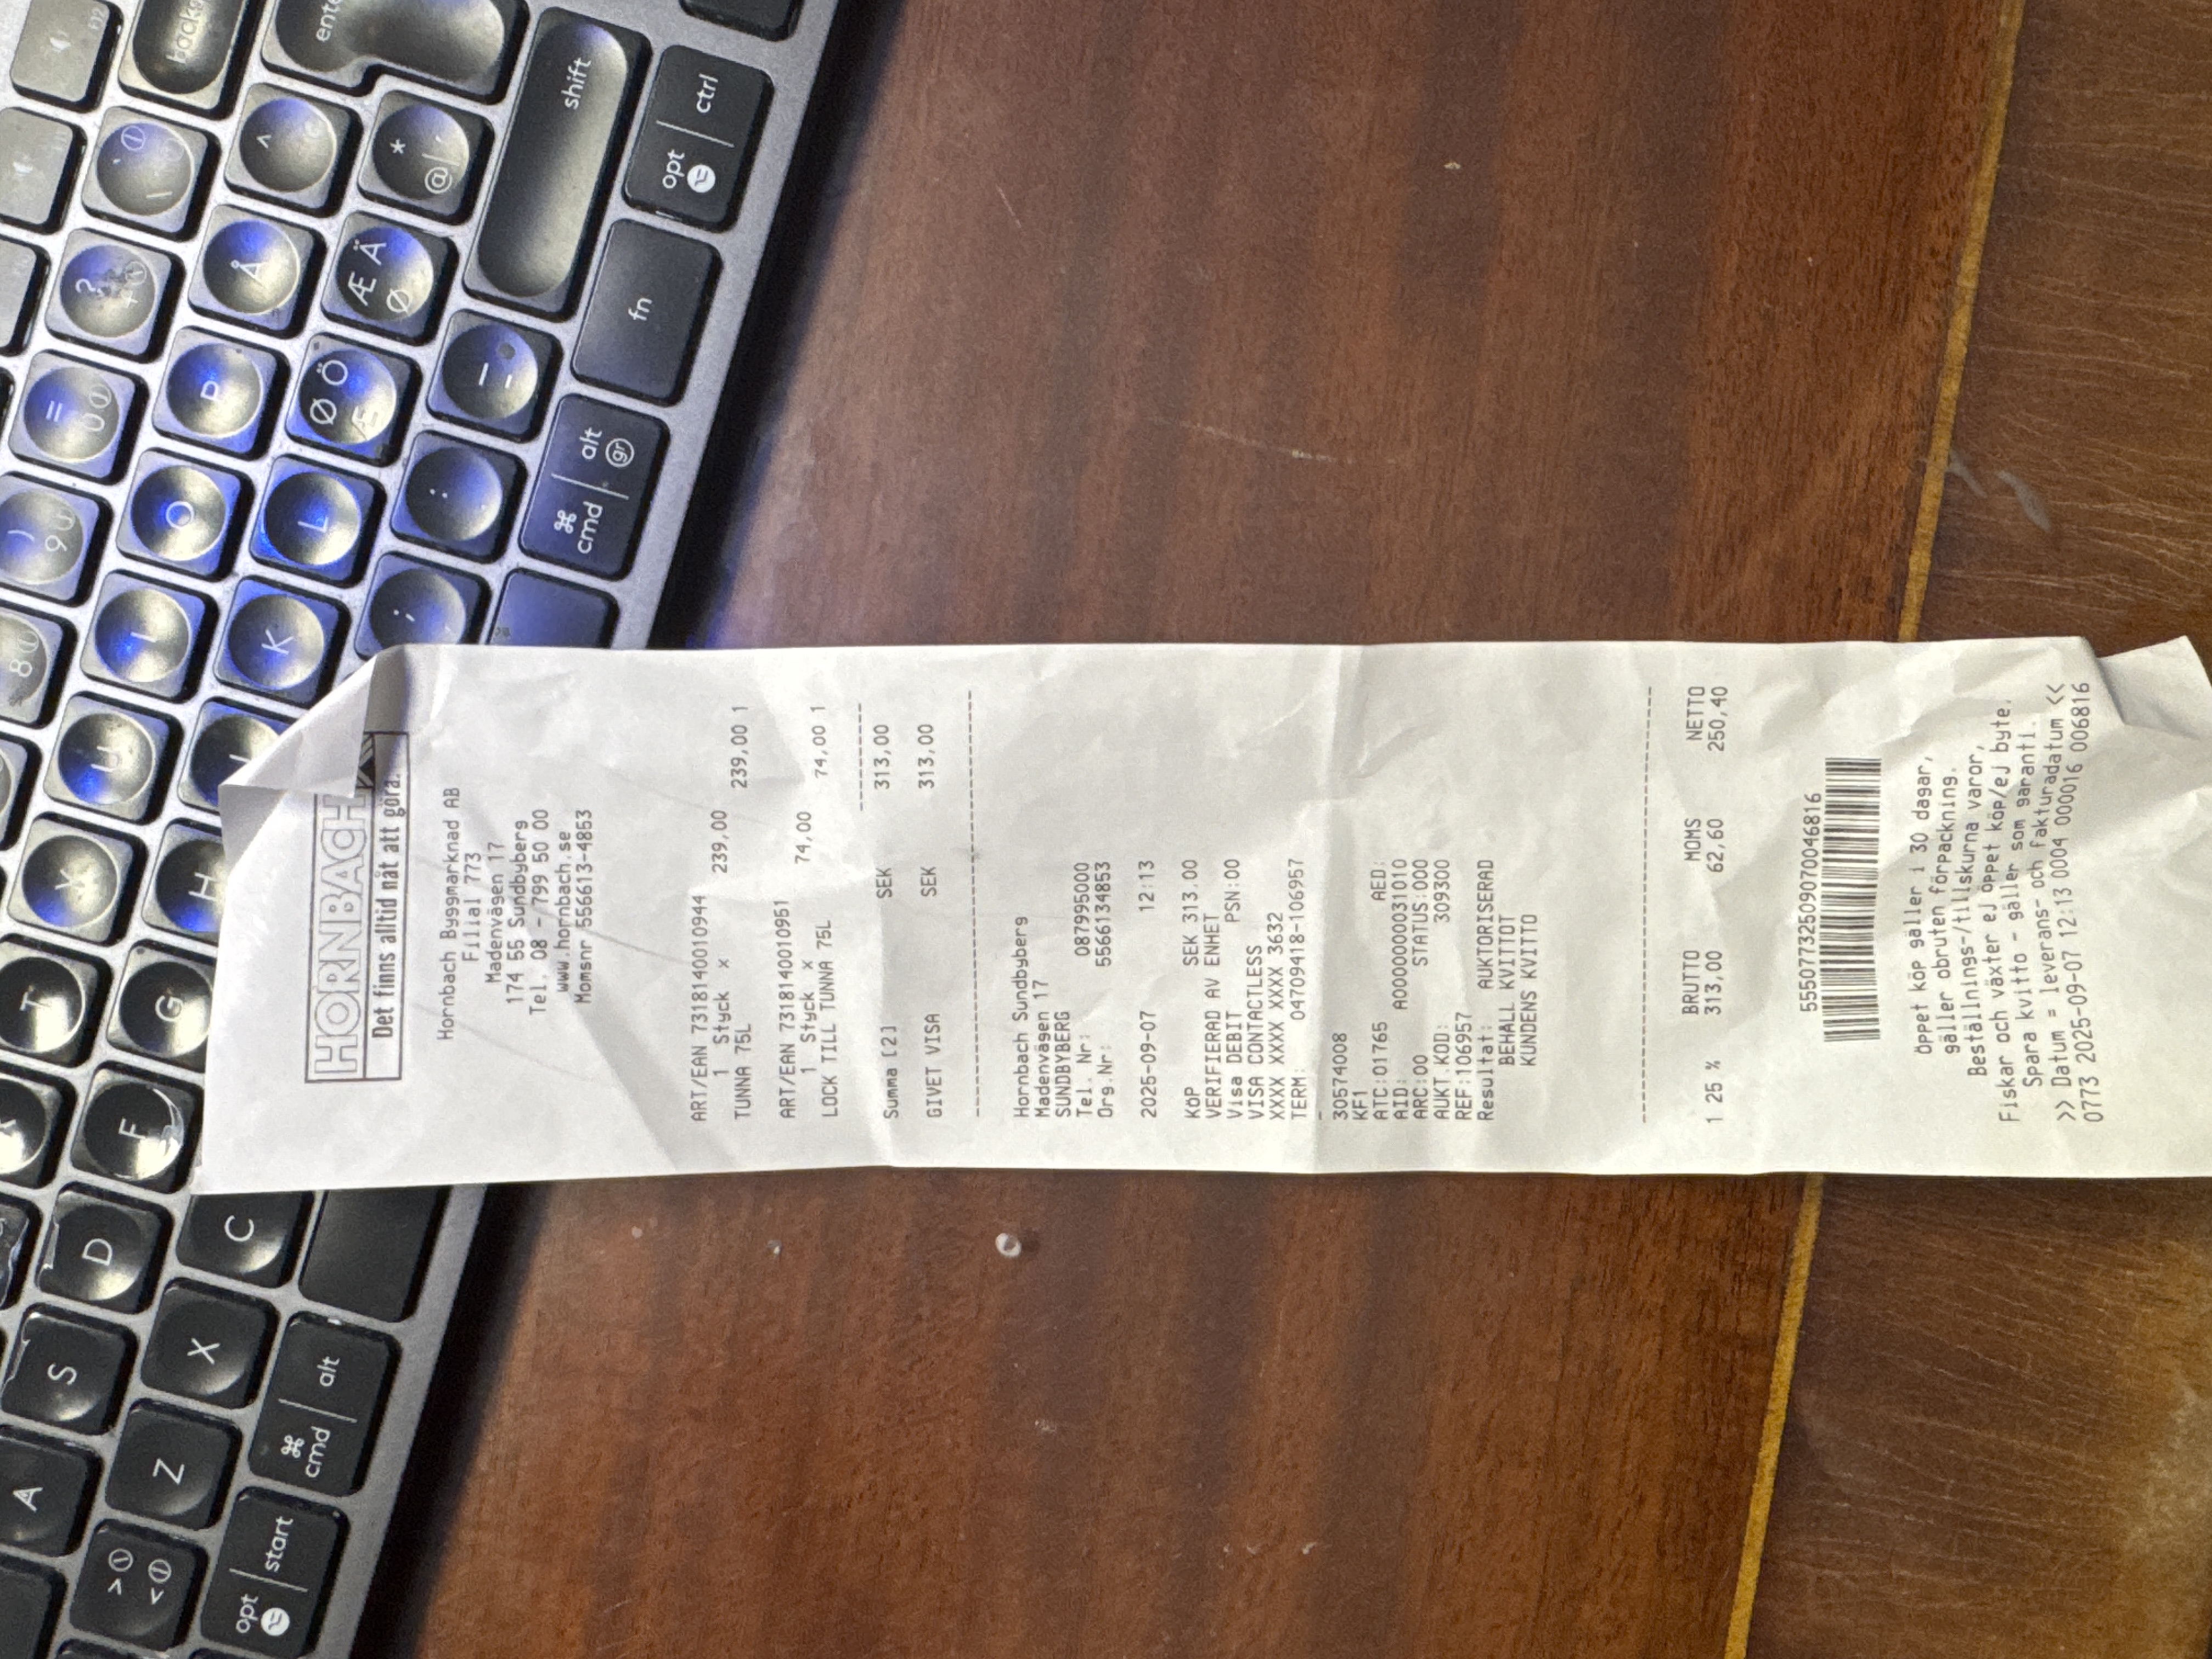 A S D F T Y U 8 ) 9 = 0 ? +
> < Z X C G H I O P Å ^ back
opt start cmd alt J K L Ø Ö Æ Æ Ä Ø * @ ente
; : - shift
cmd alt gr fn opt ctrl
HORNBACH
Det finns alltid nåt att göra.
Hornbach Byggmarknad AB
Filial 773
Madenvägen 17
174 55 Sundbyberg
Tel. 08 - 799 50 00
www.hornbach.se
Momsnr 556613-4853
ART/EAN 7318140010944
1 Styck x 239,00
TUNNA 75L 239,00 1
ART/EAN 7318140010951
1 Styck x 74,00
LOCK TILL TUNNA 75L 74,00 1
----------
Summa [2] SEK 313,00
GIVET VISA SEK 313,00
----------------------------------------
Hornbach Sundbyberg
Madenvägen 17
SUNDBYBERG
Tel. Nr: 087995000
Org.Nr: 5566134853
2025-09-07 12:13
KÖP SEK 313.00
VERIFIERAD AV ENHET
Visa DEBIT PSN:00
VISA CONTACTLESS
XXXX XXXX XXXX 3632
TERM: 04709418-106957
-
30574008
KF1
ATC:01765 AED:
AID: A0000000031010
ARC:00 STATUS:000
AUKT.KOD: 309300
REF:106957
Resultat: AUKTORISERAD
BEHÅLL KVITTOT
KUNDENS KVITTO
----------------------------------------
BRUTTO MOMS NETTO
1 25 % 313,00 62,60 250,40
55507732509070046816
Öppet köp gäller i 30 dagar,
gäller obruten förpackning.
Beställnings-/tillskurna varor,
Fiskar och växter ej öppet köp/ej byte.
Spara kvitto - gäller som garanti.
>> Datum = leverans- och fakturadatum <<
0773 2025-09-07 12:13 0004 000016 006816